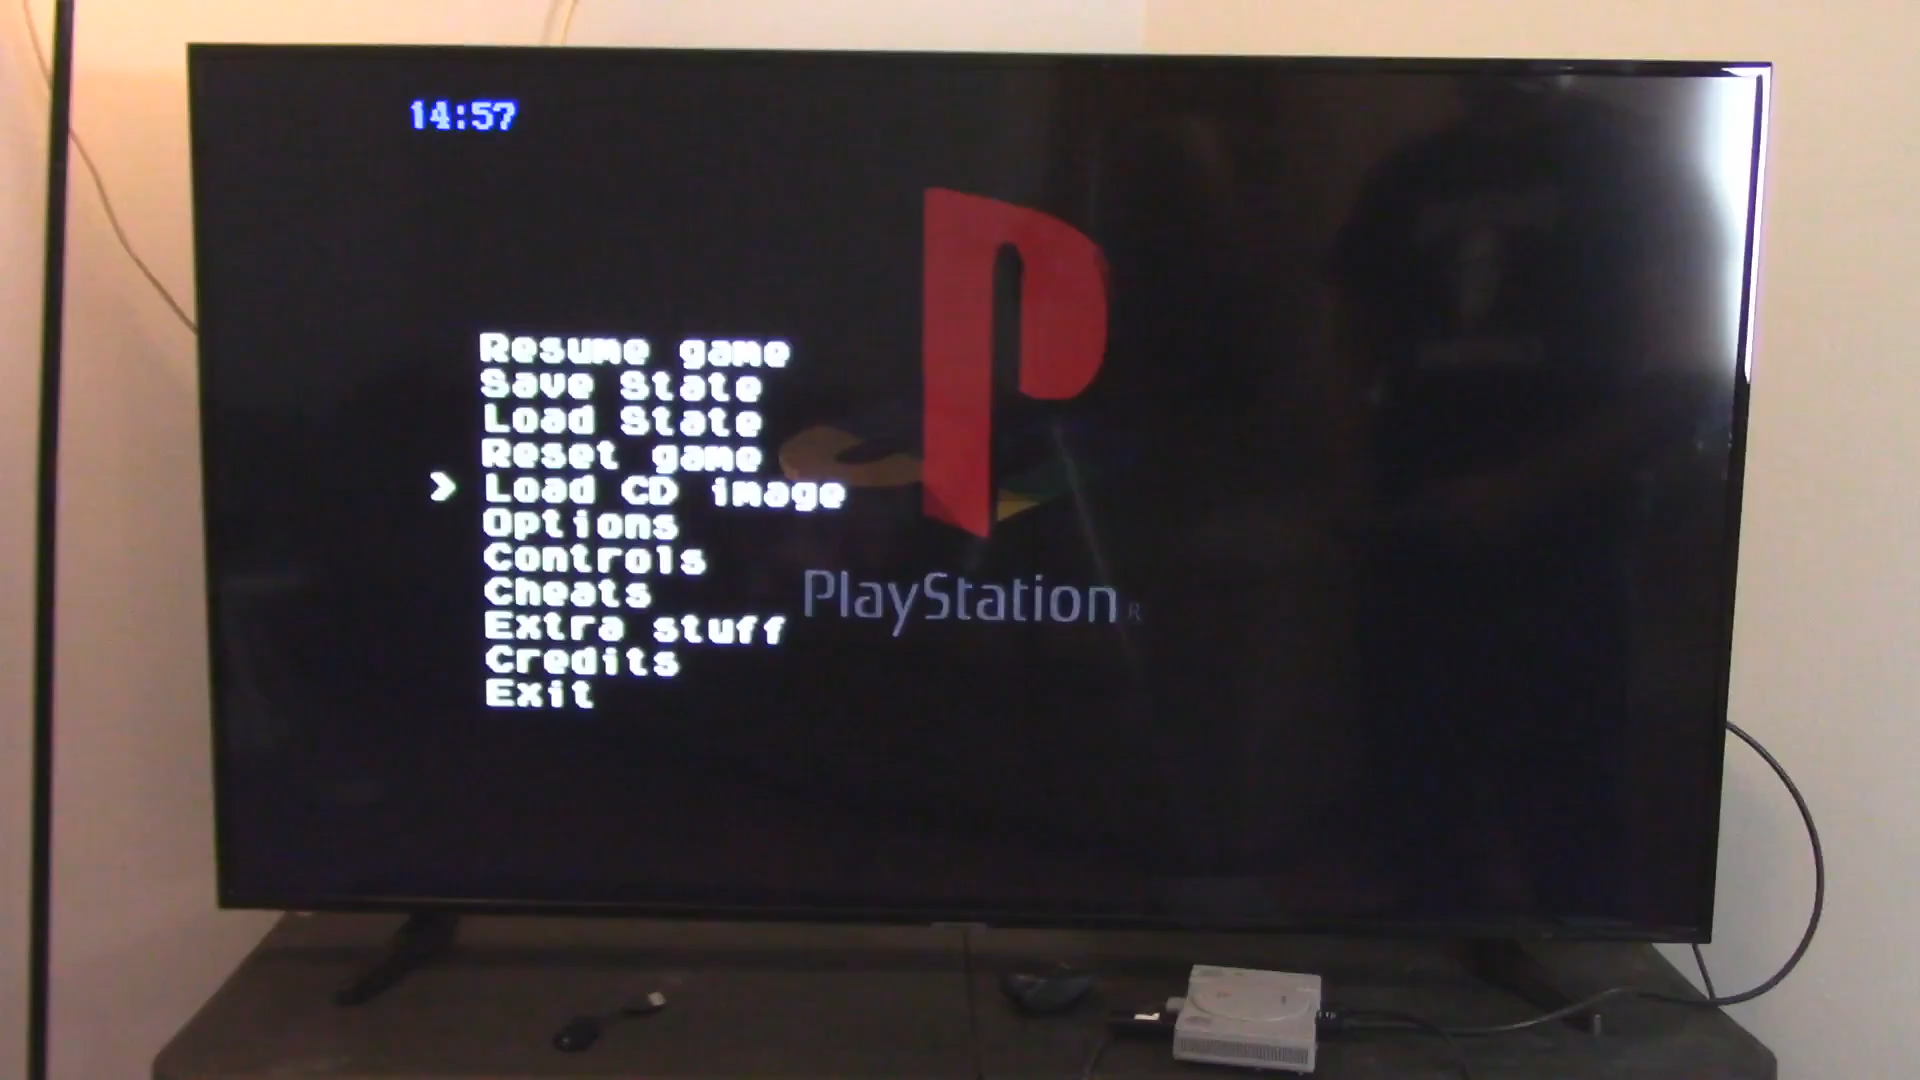 14:57
Resume game
Save State
Load State
Reset game
> Load CD image
Options
Controls
Cheats
Extra stuff
Credits
Exit
PlayStation
R